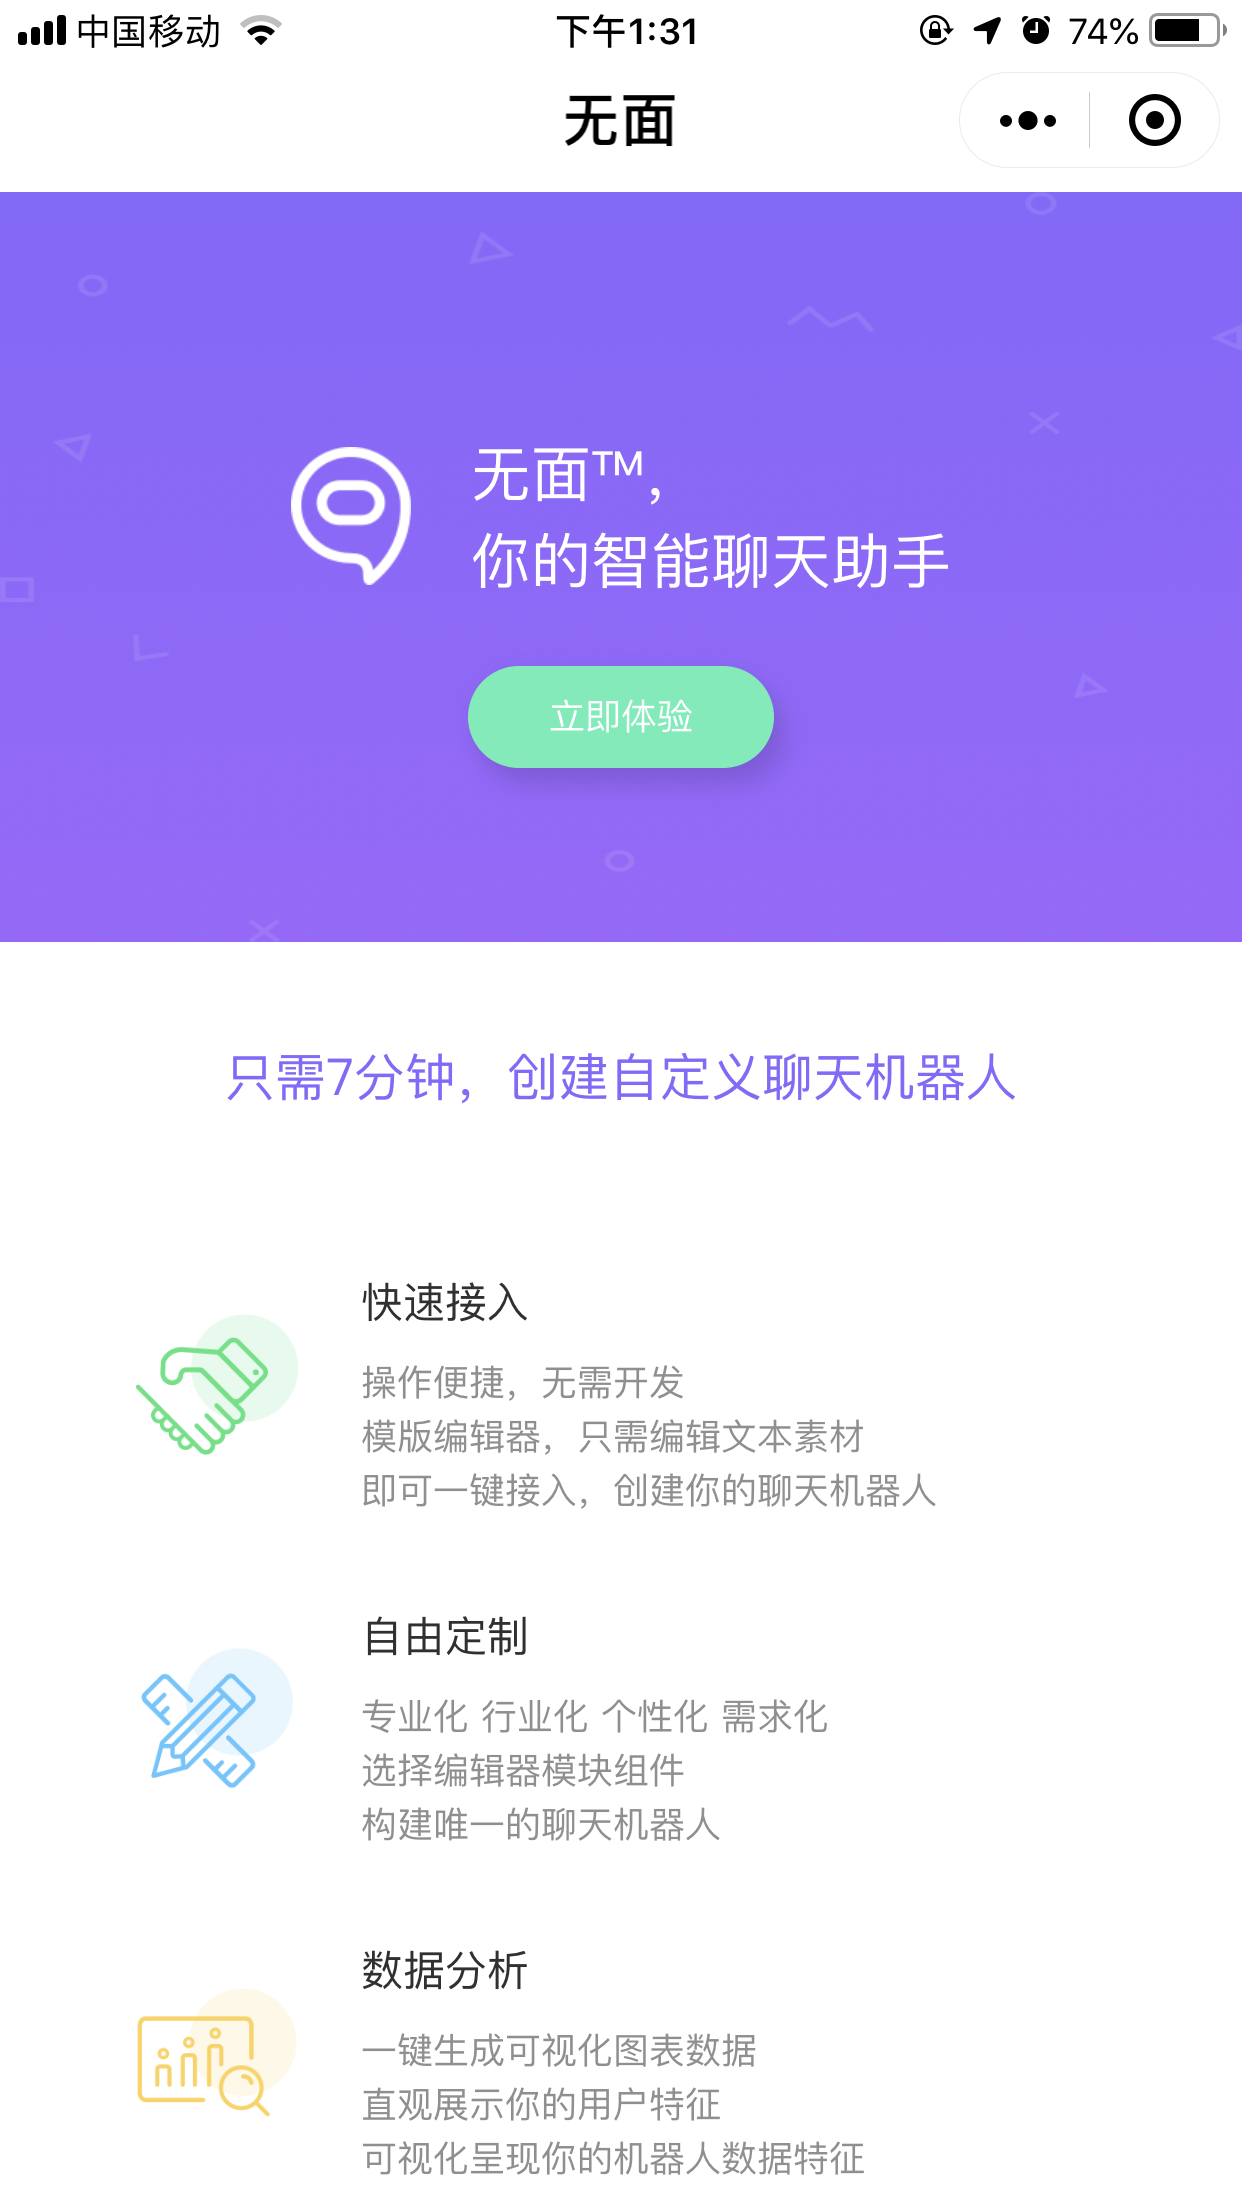 中国移动
下午1:31
74%
无面
无面™，
你的智能聊天助手
立即体验
只需7分钟，创建自定义聊天机器人
快速接入
操作便捷，无需开发
模版编辑器，只需编辑文本素材
即可一键接入，创建你的聊天机器人
自由定制
专业化 行业化 个性化 需求化
选择编辑器模块组件
构建唯一的聊天机器人
数据分析
一键生成可视化图表数据
直观展示你的用户特征
可视化呈现你的机器人数据特征